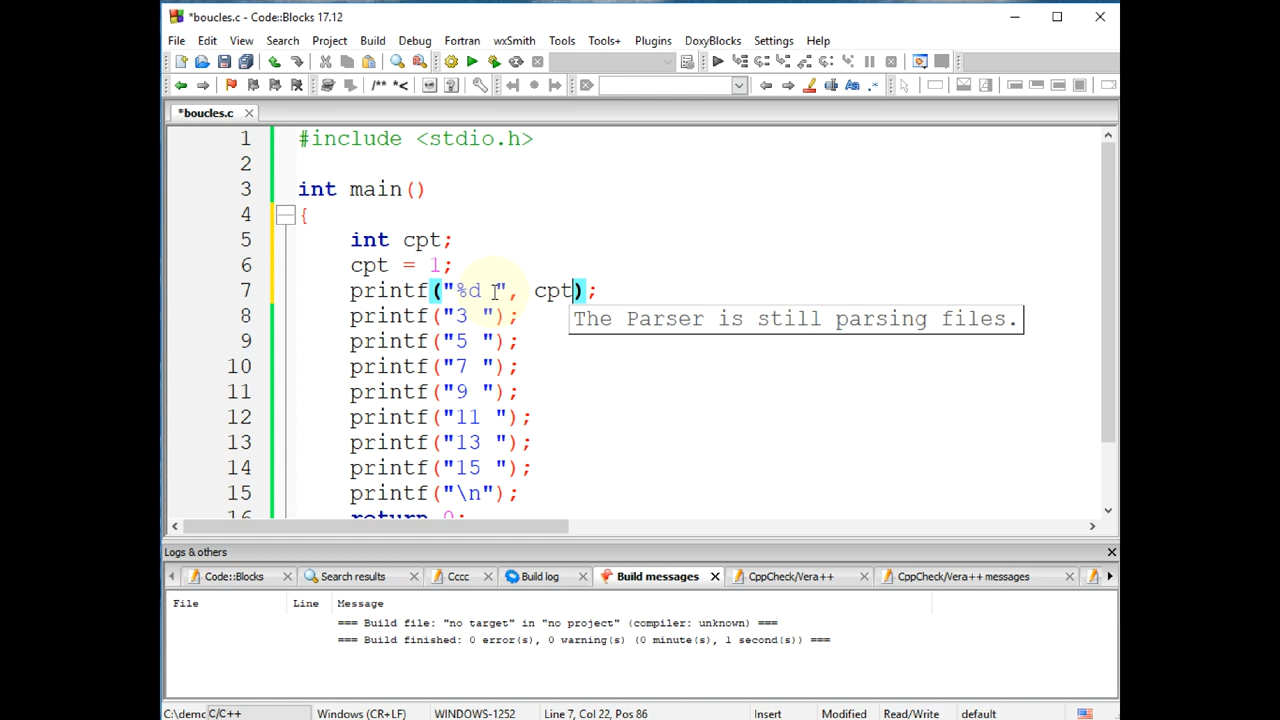 *boucles.c - Code::Blocks 17.12
File Edit View Search Project Build Debug Fortran wxSmith Tools Tools+ Plugins DoxyBlocks Settings Help
/** *<
*boucles.c
1 #include <stdio.h>
2
3 int main()
4 {
5 int cpt;
6 cpt = 1;
7 printf("%d ", cpt);
8 printf("3 ");
The Parser is still parsing files.
9 printf("5 ");
10 printf("7 ");
11 printf("9 ");
12 printf("11 ");
13 printf("13 ");
14 printf("15 ");
15 printf("\n");
16 return 0;
Logs & others
Code::Blocks Search results Cccc Build log Build messages CppCheck/Vera++ CppCheck/Vera++ messages
File Line Message
=== Build file: "no target" in "no project" (compiler: unknown) ===
=== Build finished: 0 error(s), 0 warning(s) (0 minute(s), 1 second(s)) ===
C:\demo C/C++ Windows (CR+LF) WINDOWS-1252 Line 7, Col 22, Pos 86 Insert Modified Read/Write default